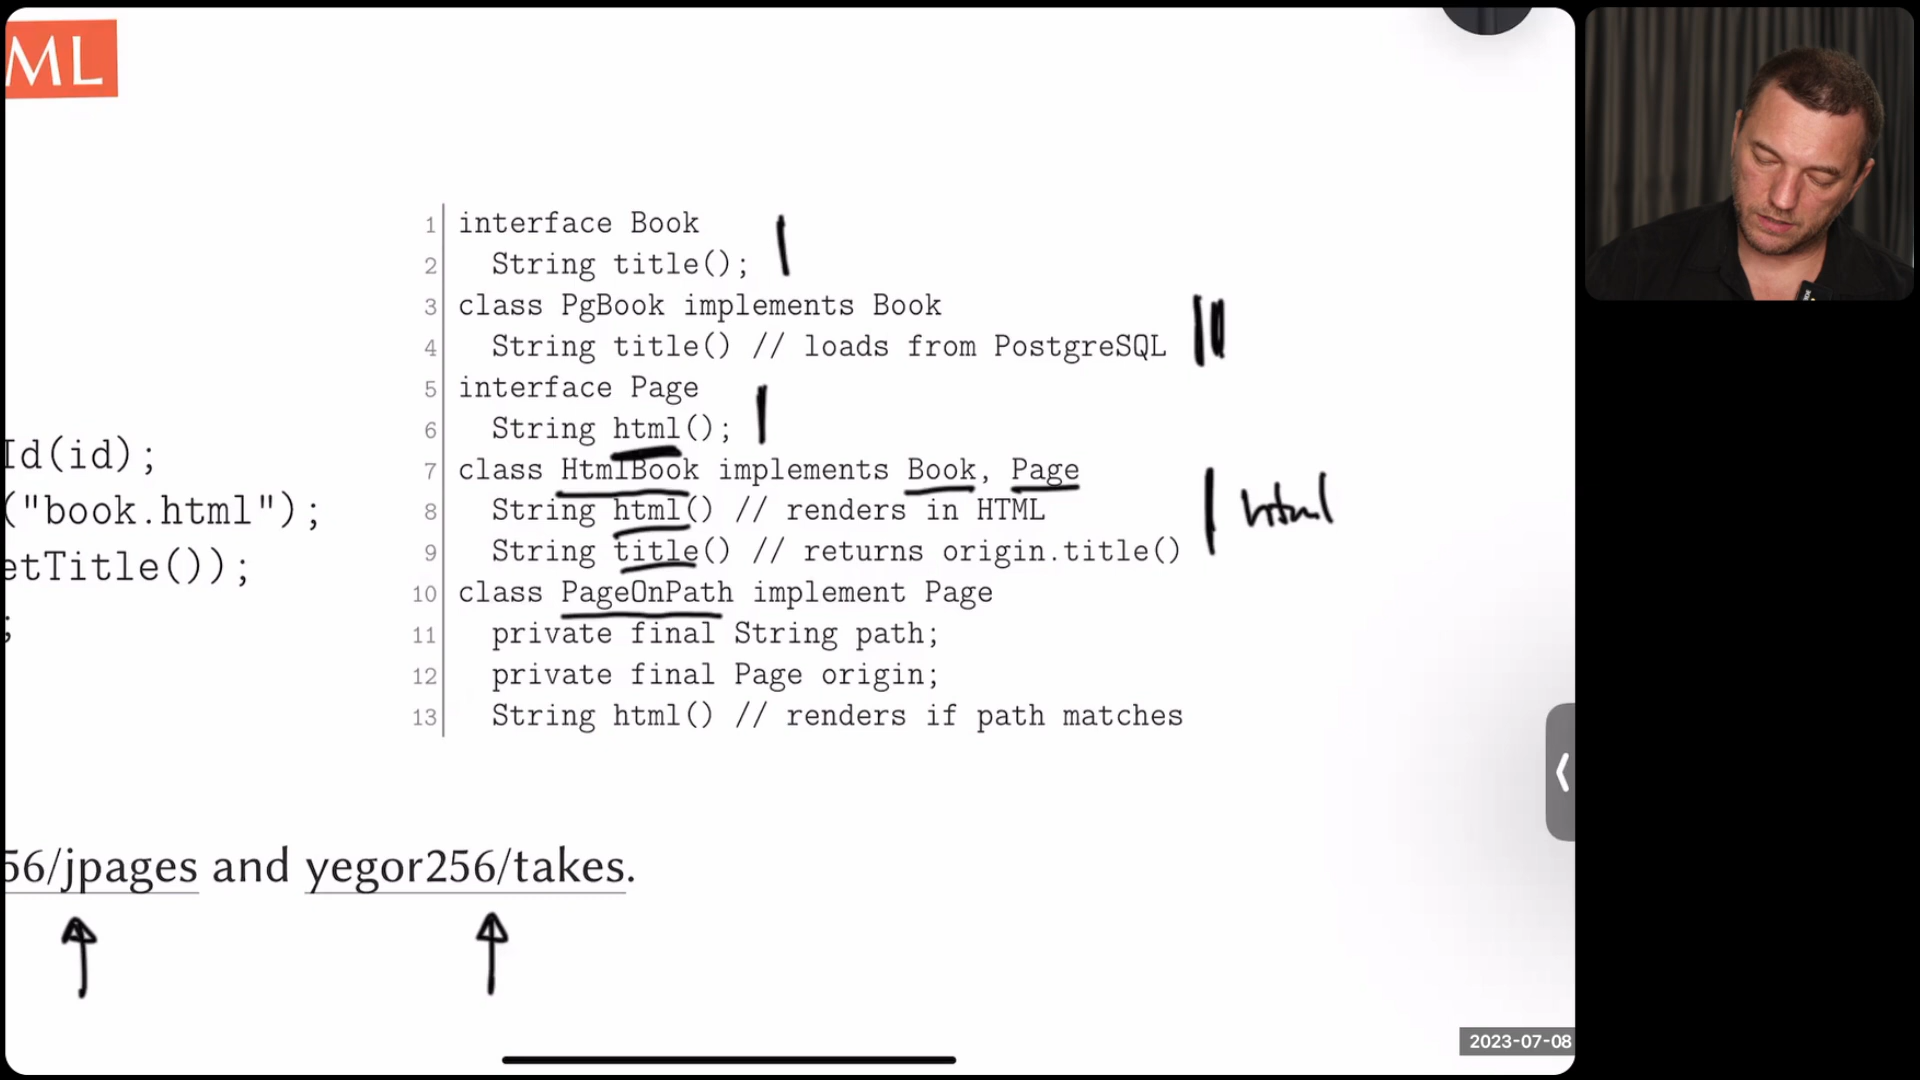 ML
1 interface Book
2 String title();
3 class PgBook implements Book
4 String title() // loads from PostgreSQL
5 interface Page
6 String html();
7 class HtmlBook implements Book, Page
8 String html() // renders in HTML
9 String title() // returns origin.title()
10 class PageOnPath implement Page
11 private final String path;
12 private final Page origin;
13 String html() // renders if path matches
html
Id(id);
("book.html");
etTitle());
;
56/jpages and yegor256/takes.
2023-07-08